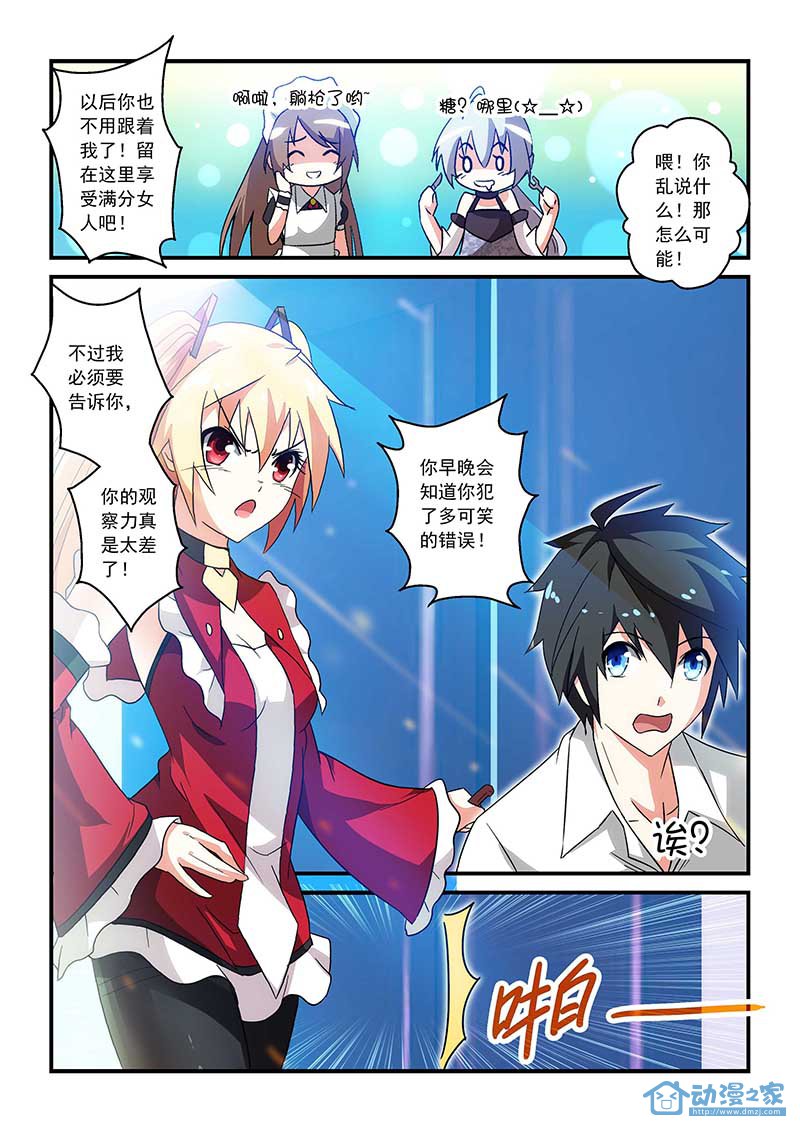 以后你也
不用跟着
我了！留
在这里享
受满分女
人吧！
啊啦，躺枪了哟~
糖？哪里(☆__☆)
喂！你
乱说什
么！那
怎么可
能！
不过我
必须要
告诉你，
你的观
察力真
是太差
了！
你早晚会
知道你犯
了多可笑
的错误！
诶？
啪——
动漫之家
http://www.dmzj.com